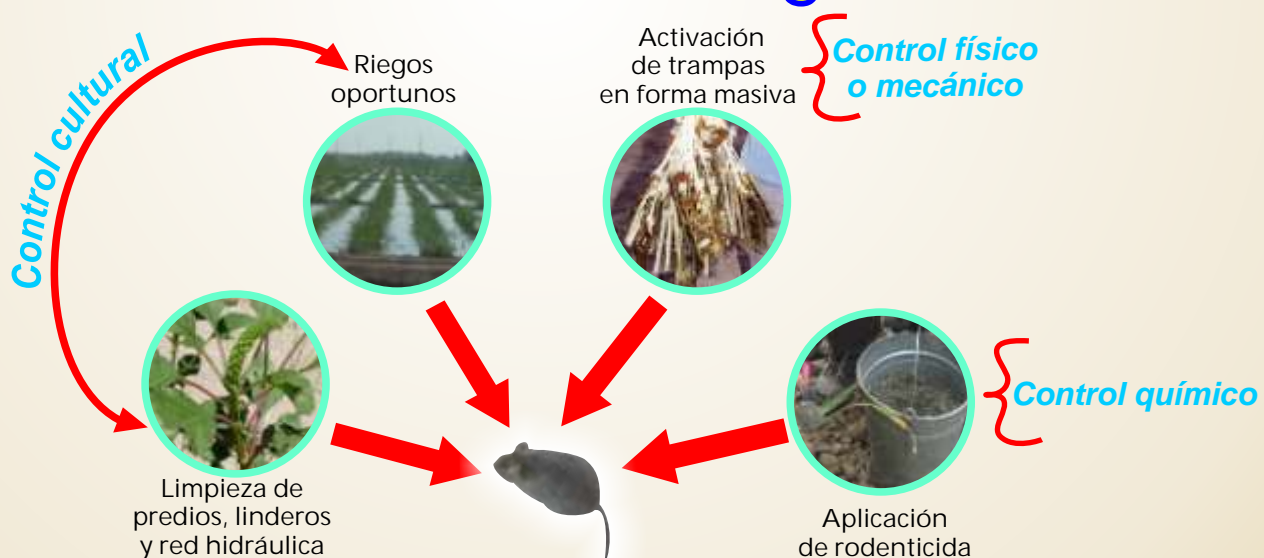 Control cultural
Riegos
oportunos
Activación
de trampas
en forma masiva
Control físico
o mecánico
Control químico
Limpieza de
predios, linderos
y red hidráulica
Aplicación
de rodenticida